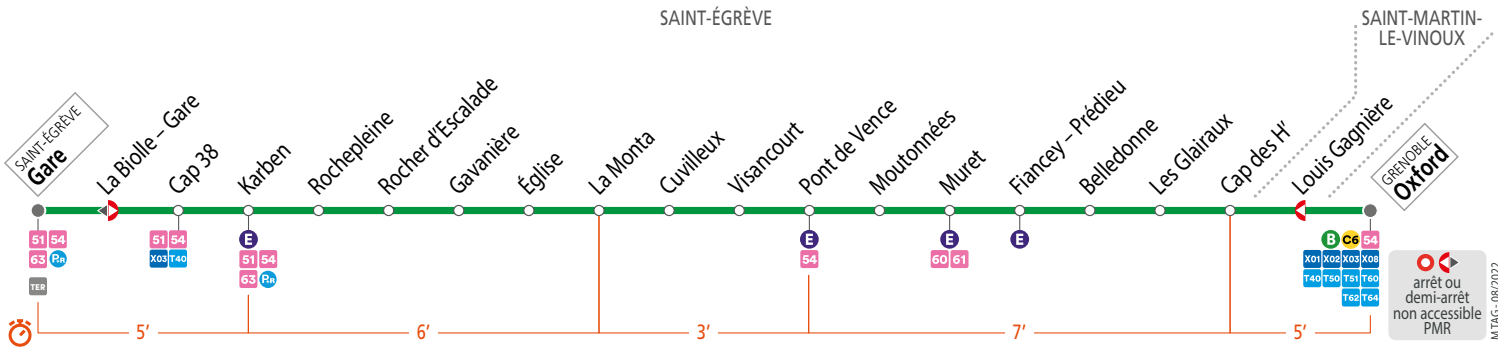 SAINT-ÉGRÈVE
SAINT-MARTIN-
LE-VINOUX
SAINT-ÉGRÈVE
Gare
La Biolle – Gare
Cap 38
Karben
Rochepleine
Rocher d'Escalade
Gavanière
Église
La Monta
Cuvilleux
Visancourt
Pont de Vence
Moutonnées
Muret
Fiancey – Prédieu
Belledonne
Les Glairaux
Cap des H'
Louis Gagnière
GRENOBLE
Oxford
51 54
63 P+R
TER
51 54
X03 T40
E
51 54
63 P+R
E
54
E
60 61
E
B C6 54
X01 X02 X03 X08
T40 T50 T51 T60
T62 T64
arrêt ou
demi-arrêt
non accessible
PMR
M TAG - 08/2022
5' 6' 3' 7' 5'